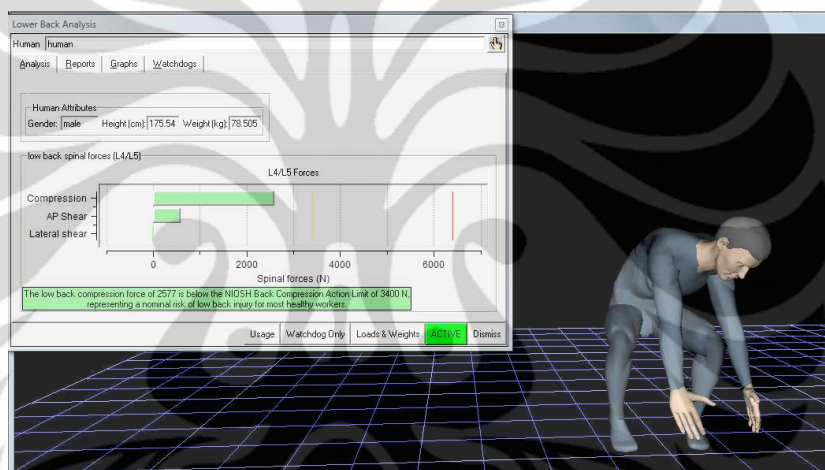 Lower Back Analysis
Human human
Analysis Reports Graphs Watchdogs
Human Attributes
Gender: male Height (cm): 175.54 Weight (kg): 78.505
low back spinal forces (L4/L5)
L4/L5 Forces
Compression
AP Shear
Lateral shear
0 2000 4000 6000
Spinal forces (N)
The low back compression force of 2577 is below the NIOSH Back Compression Action Limit of 3400 N,
representing a nominal risk of low back injury for most healthy workers.
Usage Watchdog Only Loads & Weights ACTIVE Dismiss